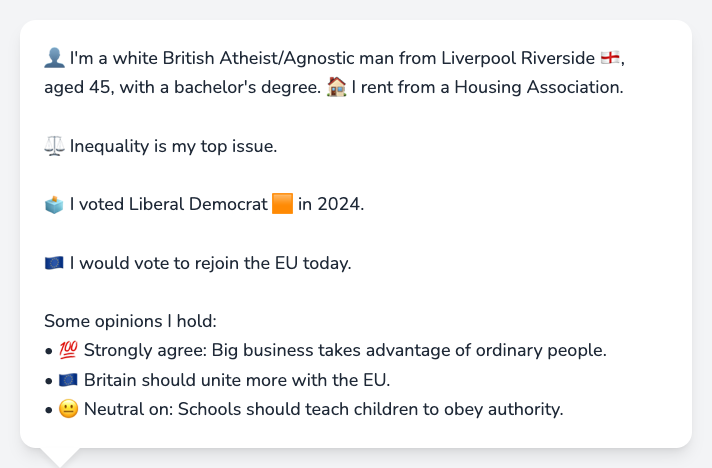 👤 I'm a white British Atheist/Agnostic man from Liverpool Riverside 🏴󠁧󠁢󠁥󠁮󠁧󠁿,
aged 45, with a bachelor's degree. 🏠 I rent from a Housing Association.
⚖️ Inequality is my top issue.
🗳️ I voted Liberal Democrat 🟧 in 2024.
🇪🇺 I would vote to rejoin the EU today.
Some opinions I hold:
• 💯 Strongly agree: Big business takes advantage of ordinary people.
• 🇪🇺 Britain should unite more with the EU.
• 😐 Neutral on: Schools should teach children to obey authority.